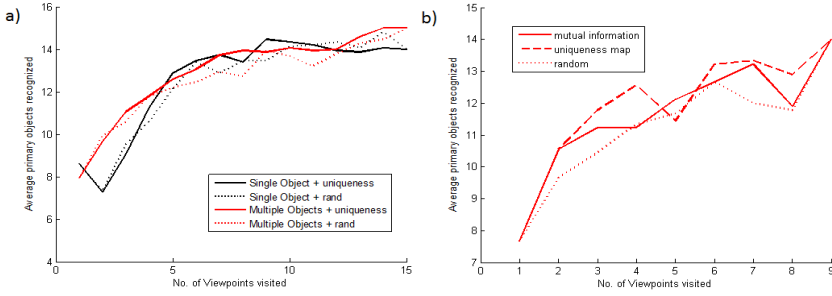 a)
16
14
12
10
8
6
4
Average primary objects recognized
Single Object + uniqueness
Single Object + rand
Multiple Objects + uniqueness
Multiple Objects + rand
0 5 10 15
No. of Viewpoints visited
b)
14
13
12
11
10
9
8
7
Average primary objects recognized
mutual information
uniqueness map
random
0 1 2 3 4 5 6 7 8 9
No. of Viewpoints visited